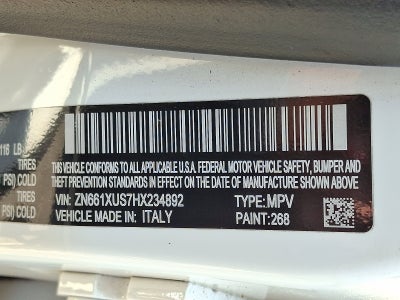 116 LB
TIRES
PSI) COLD
TIRES
PSI) COLD
THIS VEHICLE CONFORMS TO ALL APPLICABLE U.S.A. FEDERAL MOTOR VEHICLE SAFETY, BUMPER AND
THEFT PREVENTION STANDARDS IN EFFECT ON THE DATE OF MANUFACTURE SHOWN ABOVE
VIN: ZN661XUS7HX234892 TYPE:MPV
VEHICLE MADE IN: ITALY PAINT:268